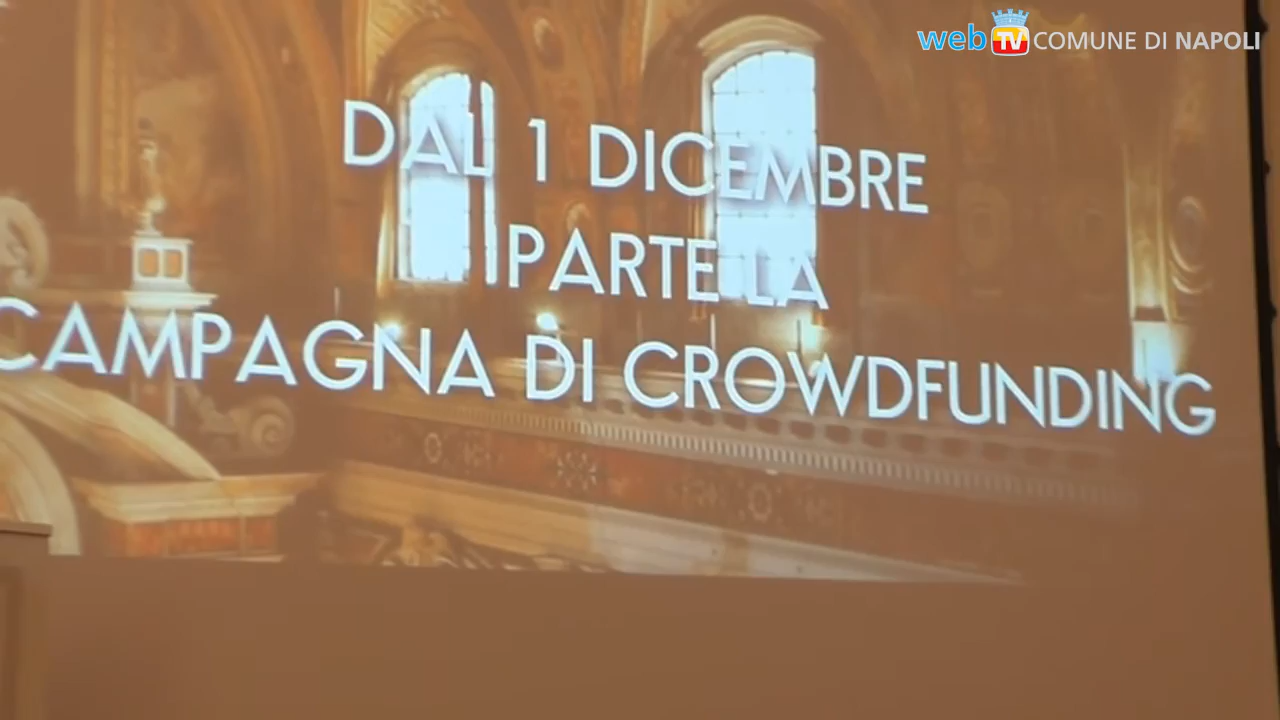 web TV COMUNE DI NAPOLI
DAL 1 DICEMBRE
PARTE LA
CAMPAGNA DI CROWDFUNDING